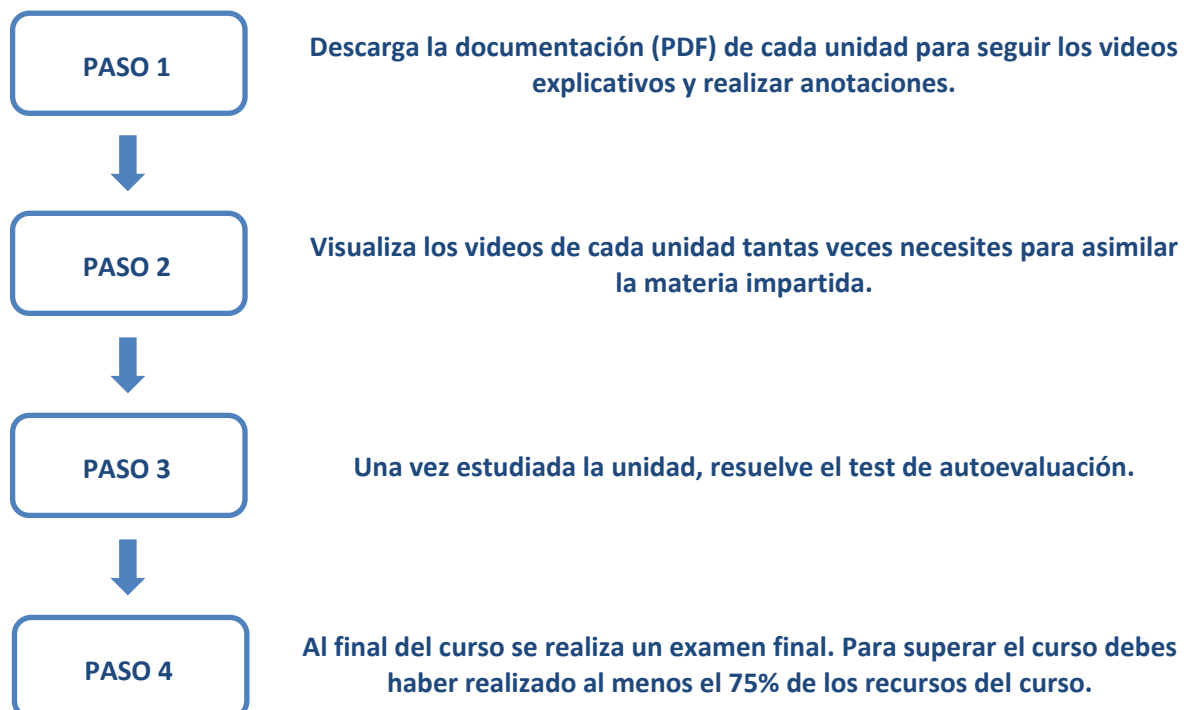 PASO 1
Descarga la documentación (PDF) de cada unidad para seguir los videos
explicativos y realizar anotaciones.
PASO 2
Visualiza los videos de cada unidad tantas veces necesites para asimilar
la materia impartida.
PASO 3
Una vez estudiada la unidad, resuelve el test de autoevaluación.
PASO 4
Al final del curso se realiza un examen final. Para superar el curso debes
haber realizado al menos el 75% de los recursos del curso.